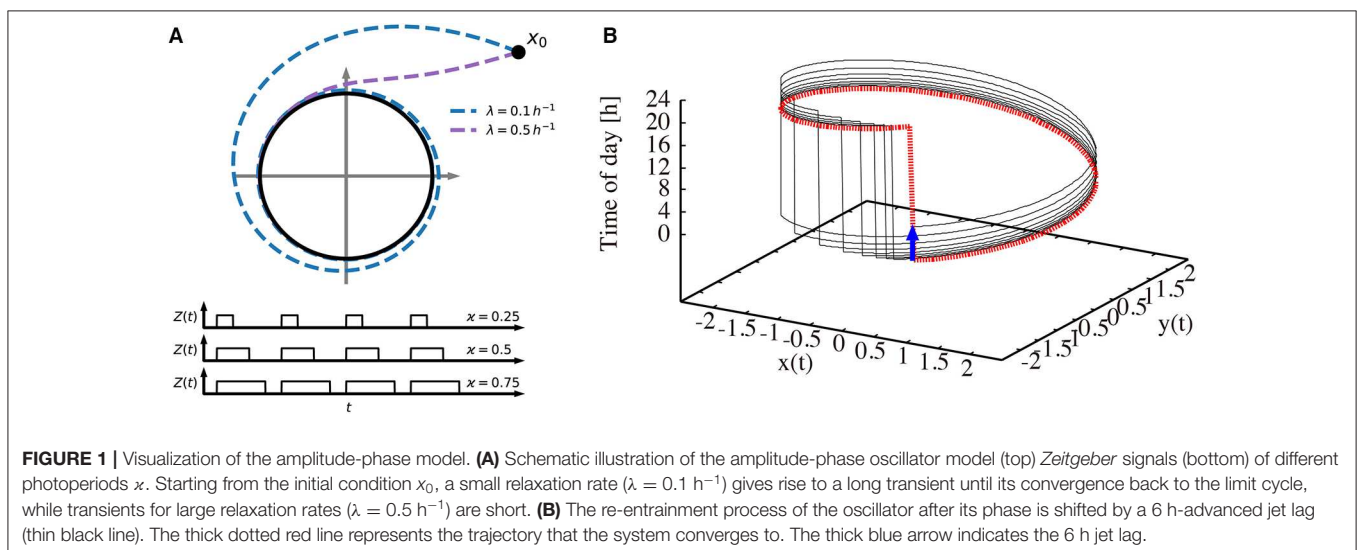 A
x₀
λ = 0.1 h⁻¹
λ = 0.5 h⁻¹
Z(t)
ϰ = 0.25
Z(t)
ϰ = 0.5
Z(t)
ϰ = 0.75
t
B
Time of day [h]
24
20
16
12
8
4
0
-2
-1.5
-1
-0.5
0
0.5
1
1.5
2
x(t)
-2
-1.5
-1
-0.5
0
0.5
1
1.5
2
y(t)
FIGURE 1 | Visualization of the amplitude-phase model. (A) Schematic illustration of the amplitude-phase oscillator model (top) Zeitgeber signals (bottom) of different
photoperiods ϰ. Starting from the initial condition x₀, a small relaxation rate (λ = 0.1 h⁻¹) gives rise to a long transient until its convergence back to the limit cycle,
while transients for large relaxation rates (λ = 0.5 h⁻¹) are short. (B) The re-entrainment process of the oscillator after its phase is shifted by a 6 h-advanced jet lag
(thin black line). The thick dotted red line represents the trajectory that the system converges to. The thick blue arrow indicates the 6 h jet lag.